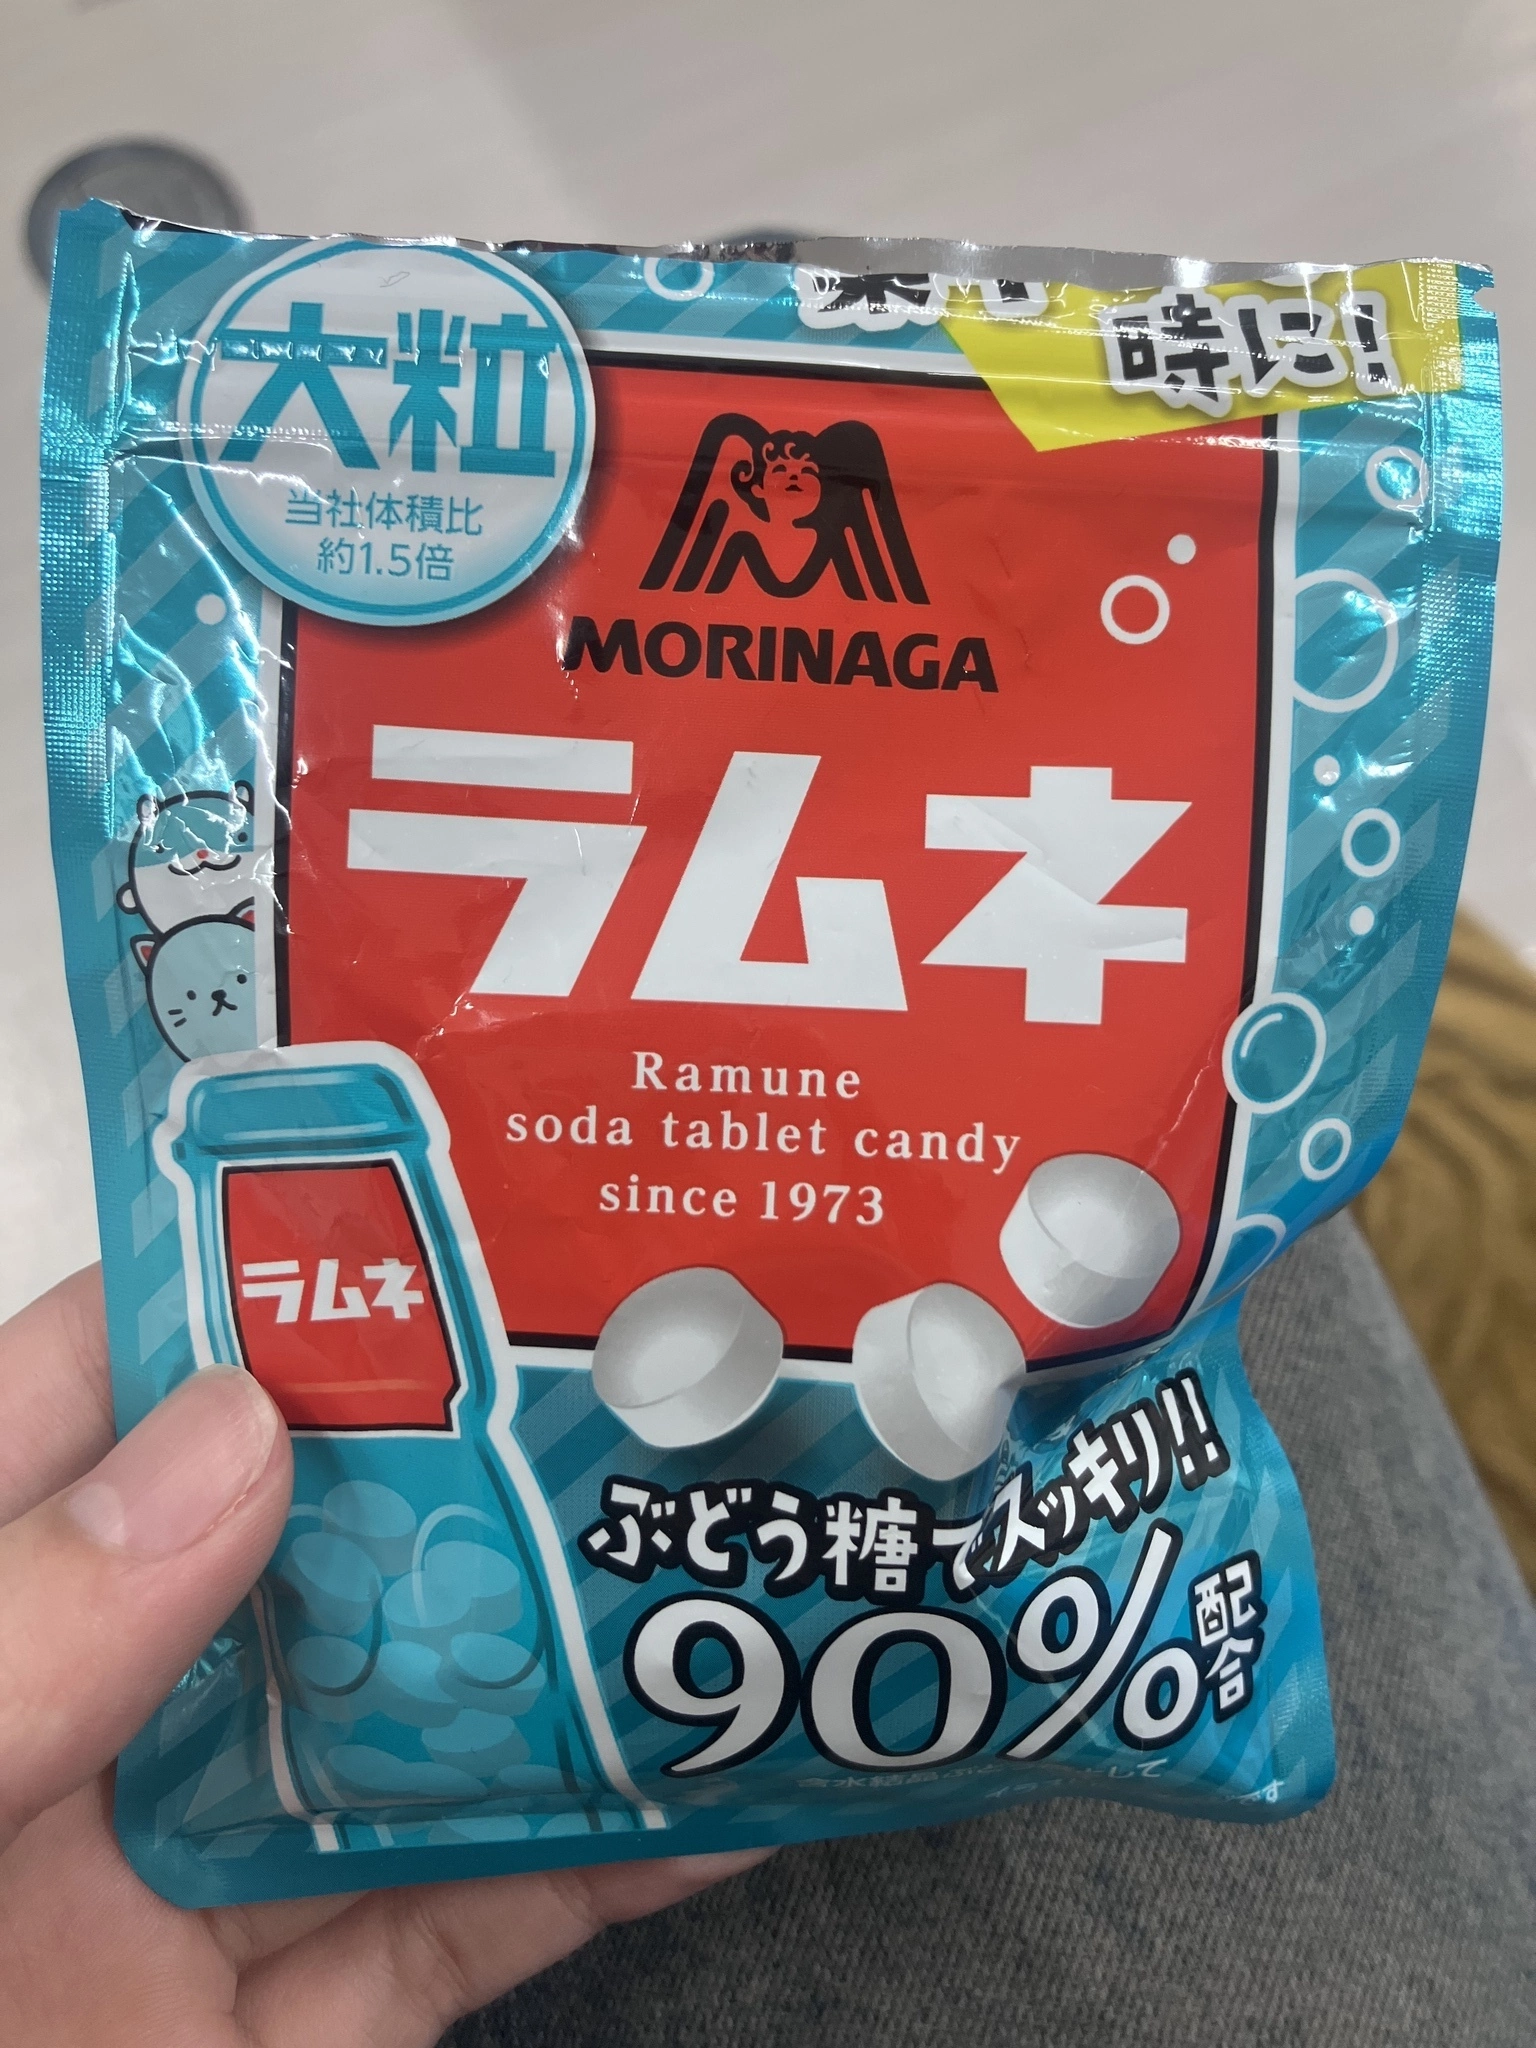 大粒
当社体積比
約1.5倍
時に!
MORINAGA
ラムネ
Ramune
soda tablet candy
since 1973
ラムネ
ぶどう糖でスッキリ!!
90%配合